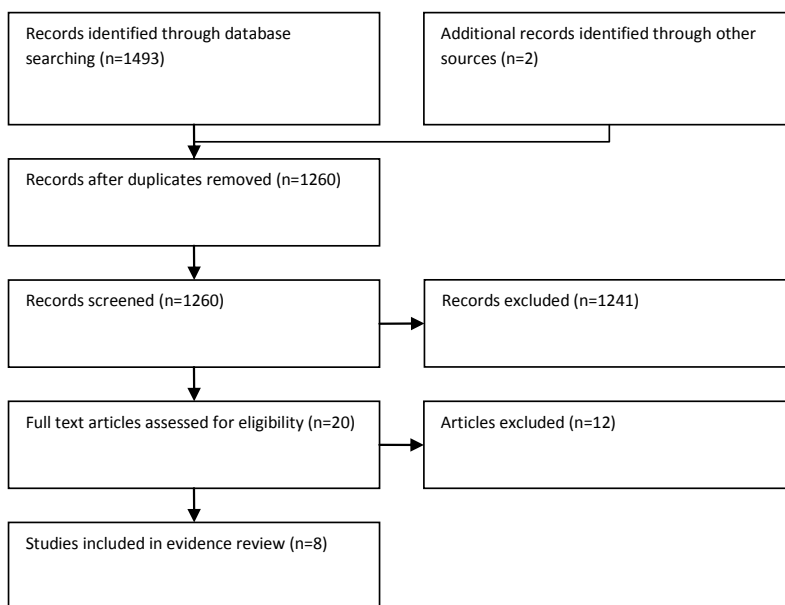 Records identified through database
searching (n=1493)
Additional records identified through other
sources (n=2)
Records after duplicates removed (n=1260)
Records screened (n=1260)
Records excluded (n=1241)
Full text articles assessed for eligibility (n=20)
Articles excluded (n=12)
Studies included in evidence review (n=8)